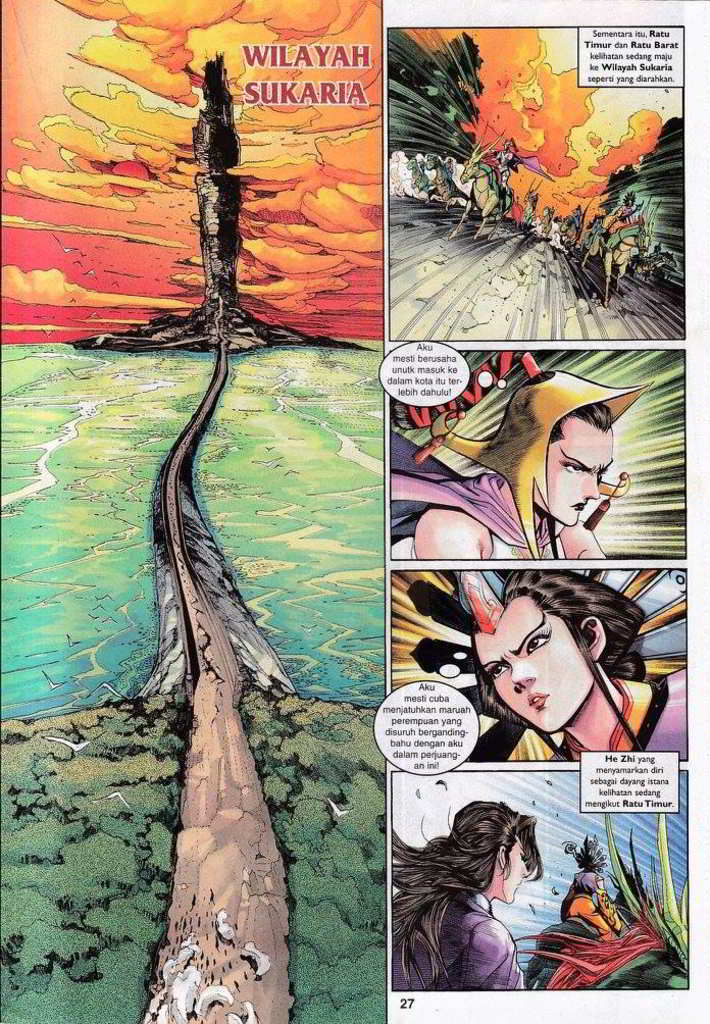 WILAYAH
SUKARIA
Sementara itu, Ratu
Timur dan Ratu Barat
kelihatan sedang maju
ke Wilayah Sukaria
seperti yang diarahkan.
Aku
mesti berusaha
unutk masuk ke
dalam kota itu ter-
lebih dahulu!
Aku
mesti cuba
menjatuhkan maruah
perempuan yang
disuruh berganding-
bahu dengan aku
dalam perjuang-
an ini!
He Zhi yang
menyamarkan diri
sebagai dayang istana
kelihatan sedang
mengikut Ratu Timur.
27